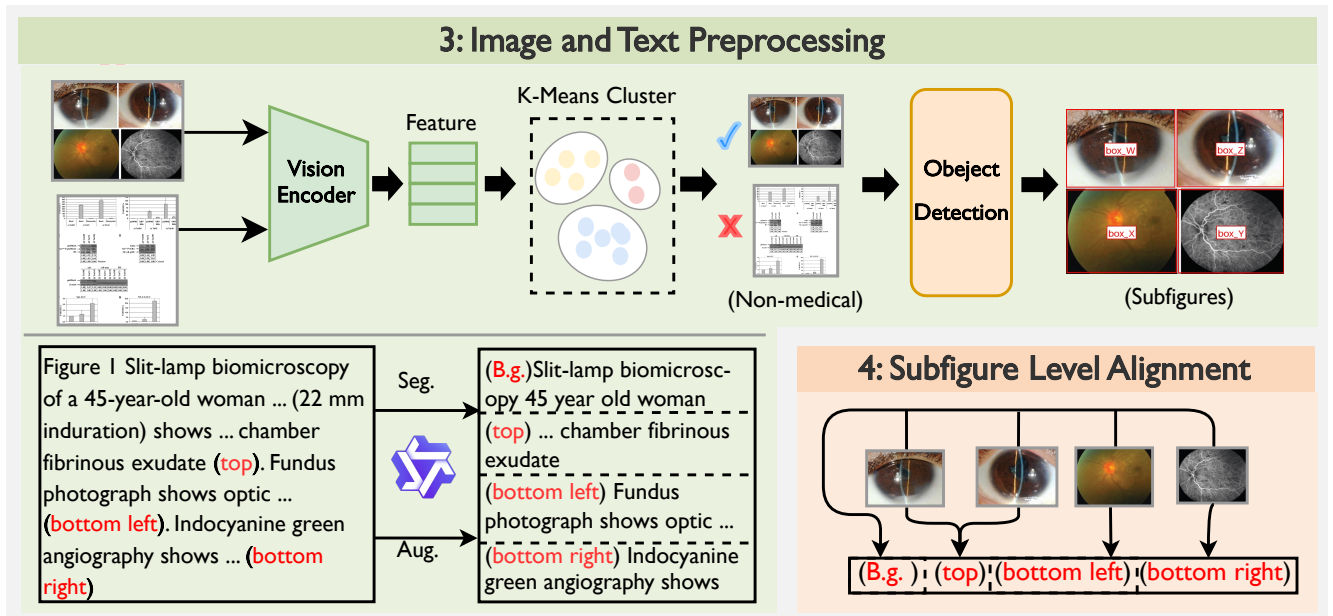 3: Image and Text Preprocessing
Vision
Encoder
Feature
K-Means Cluster
(Non-medical)
Obeject
Detection
box_W
box_Z
box_X
box_Y
(Subfigures)
Figure 1 Slit-lamp biomicroscopy
of a 45-year-old woman ... (22 mm
induration) shows ... chamber
fibrinous exudate (top). Fundus
photograph shows optic ...
(bottom left). Indocyanine green
angiography shows ... (bottom
right)
Seg.
Aug.
(B.g.)Slit-lamp biomicrosc-
opy 45 year old woman
(top) ... chamber fibrinous
exudate
(bottom left) Fundus
photograph shows optic ...
(bottom right) Indocyanine
green angiography shows
4: Subfigure Level Alignment
(B.g. ) (top) (bottom left) (bottom right)